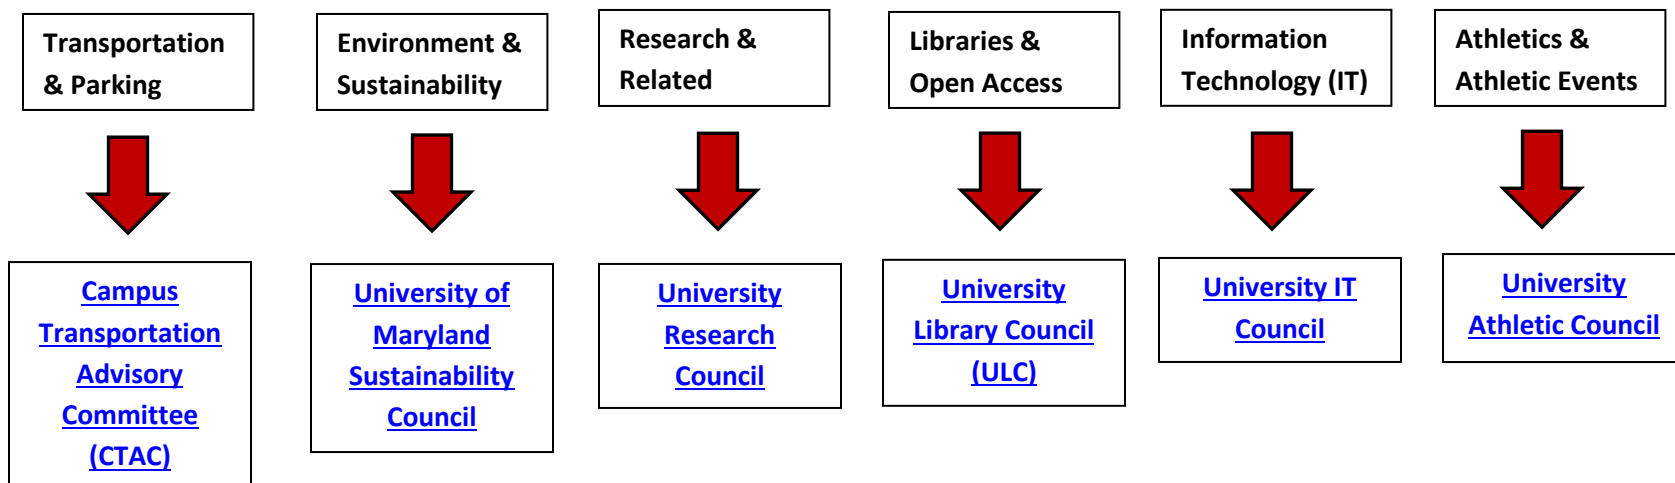 Transportation
& Parking
Environment &
Sustainability
Research &
Related
Libraries &
Open Access
Information
Technology (IT)
Athletics &
Athletic Events
Campus
Transportation
Advisory
Committee
(CTAC)
University of
Maryland
Sustainability
Council
University
Research
Council
University
Library Council
(ULC)
University IT
Council
University
Athletic Council